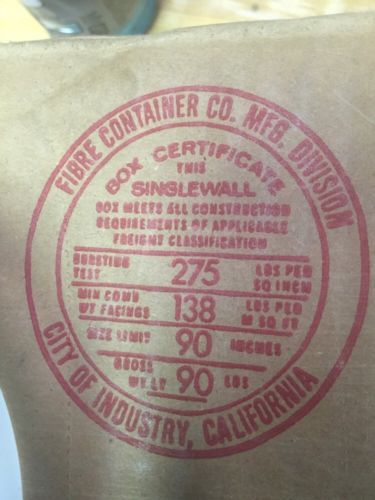 FIBRE CONTAINER CO. MFG. DIVISION
BOX CERTIFICATE
THIS
SINGLEWALL
BOX MEETS ALL CONSTRUCTION
REQUIREMENTS OF APPLICABLE
FREIGHT CLASSIFICATION
BURSTING TEST 275 LBS PER SQ INCH
MIN COMB WT FACINGS 138 LBS PER M SQ FT
SIZE LIMIT 90 INCHES
GROSS WT LT 90 LBS
CITY OF INDUSTRY, CALIFORNIA